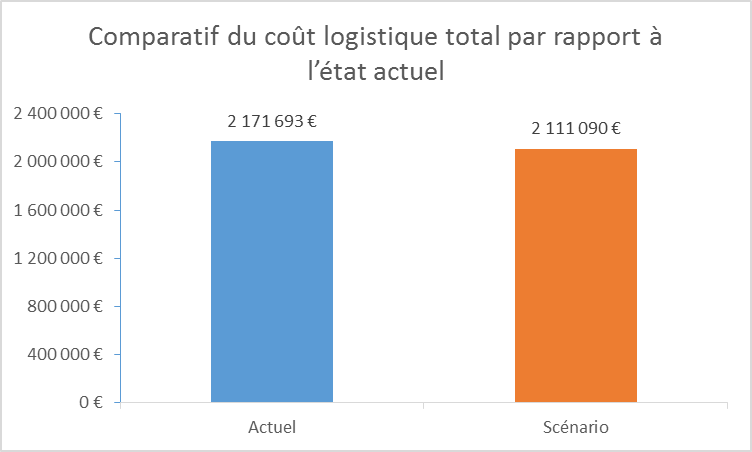 Comparatif du coût logistique total par rapport à
l’état actuel
2 400 000 €
2 000 000 €
1 600 000 €
1 200 000 €
800 000 €
400 000 €
0 €
2 171 693 €
2 111 090 €
Actuel
Scénario